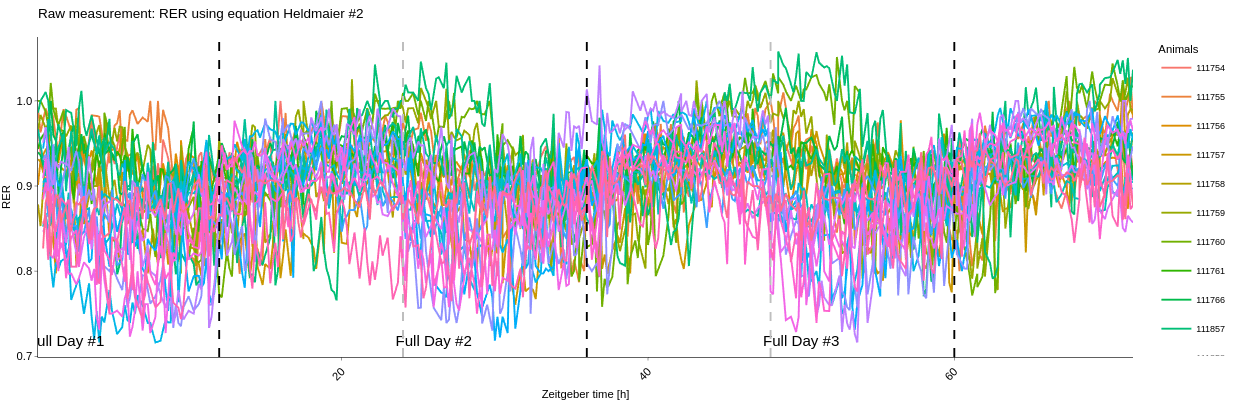 Raw measurement: RER using equation Heldmaier #2
Animals
111754
111755
111756
111757
111758
111759
111760
111761
111766
111857
1.0
0.9
0.8
0.7
RER
ull Day #1
Full Day #2
Full Day #3
20
40
60
Zeitgeber time [h]